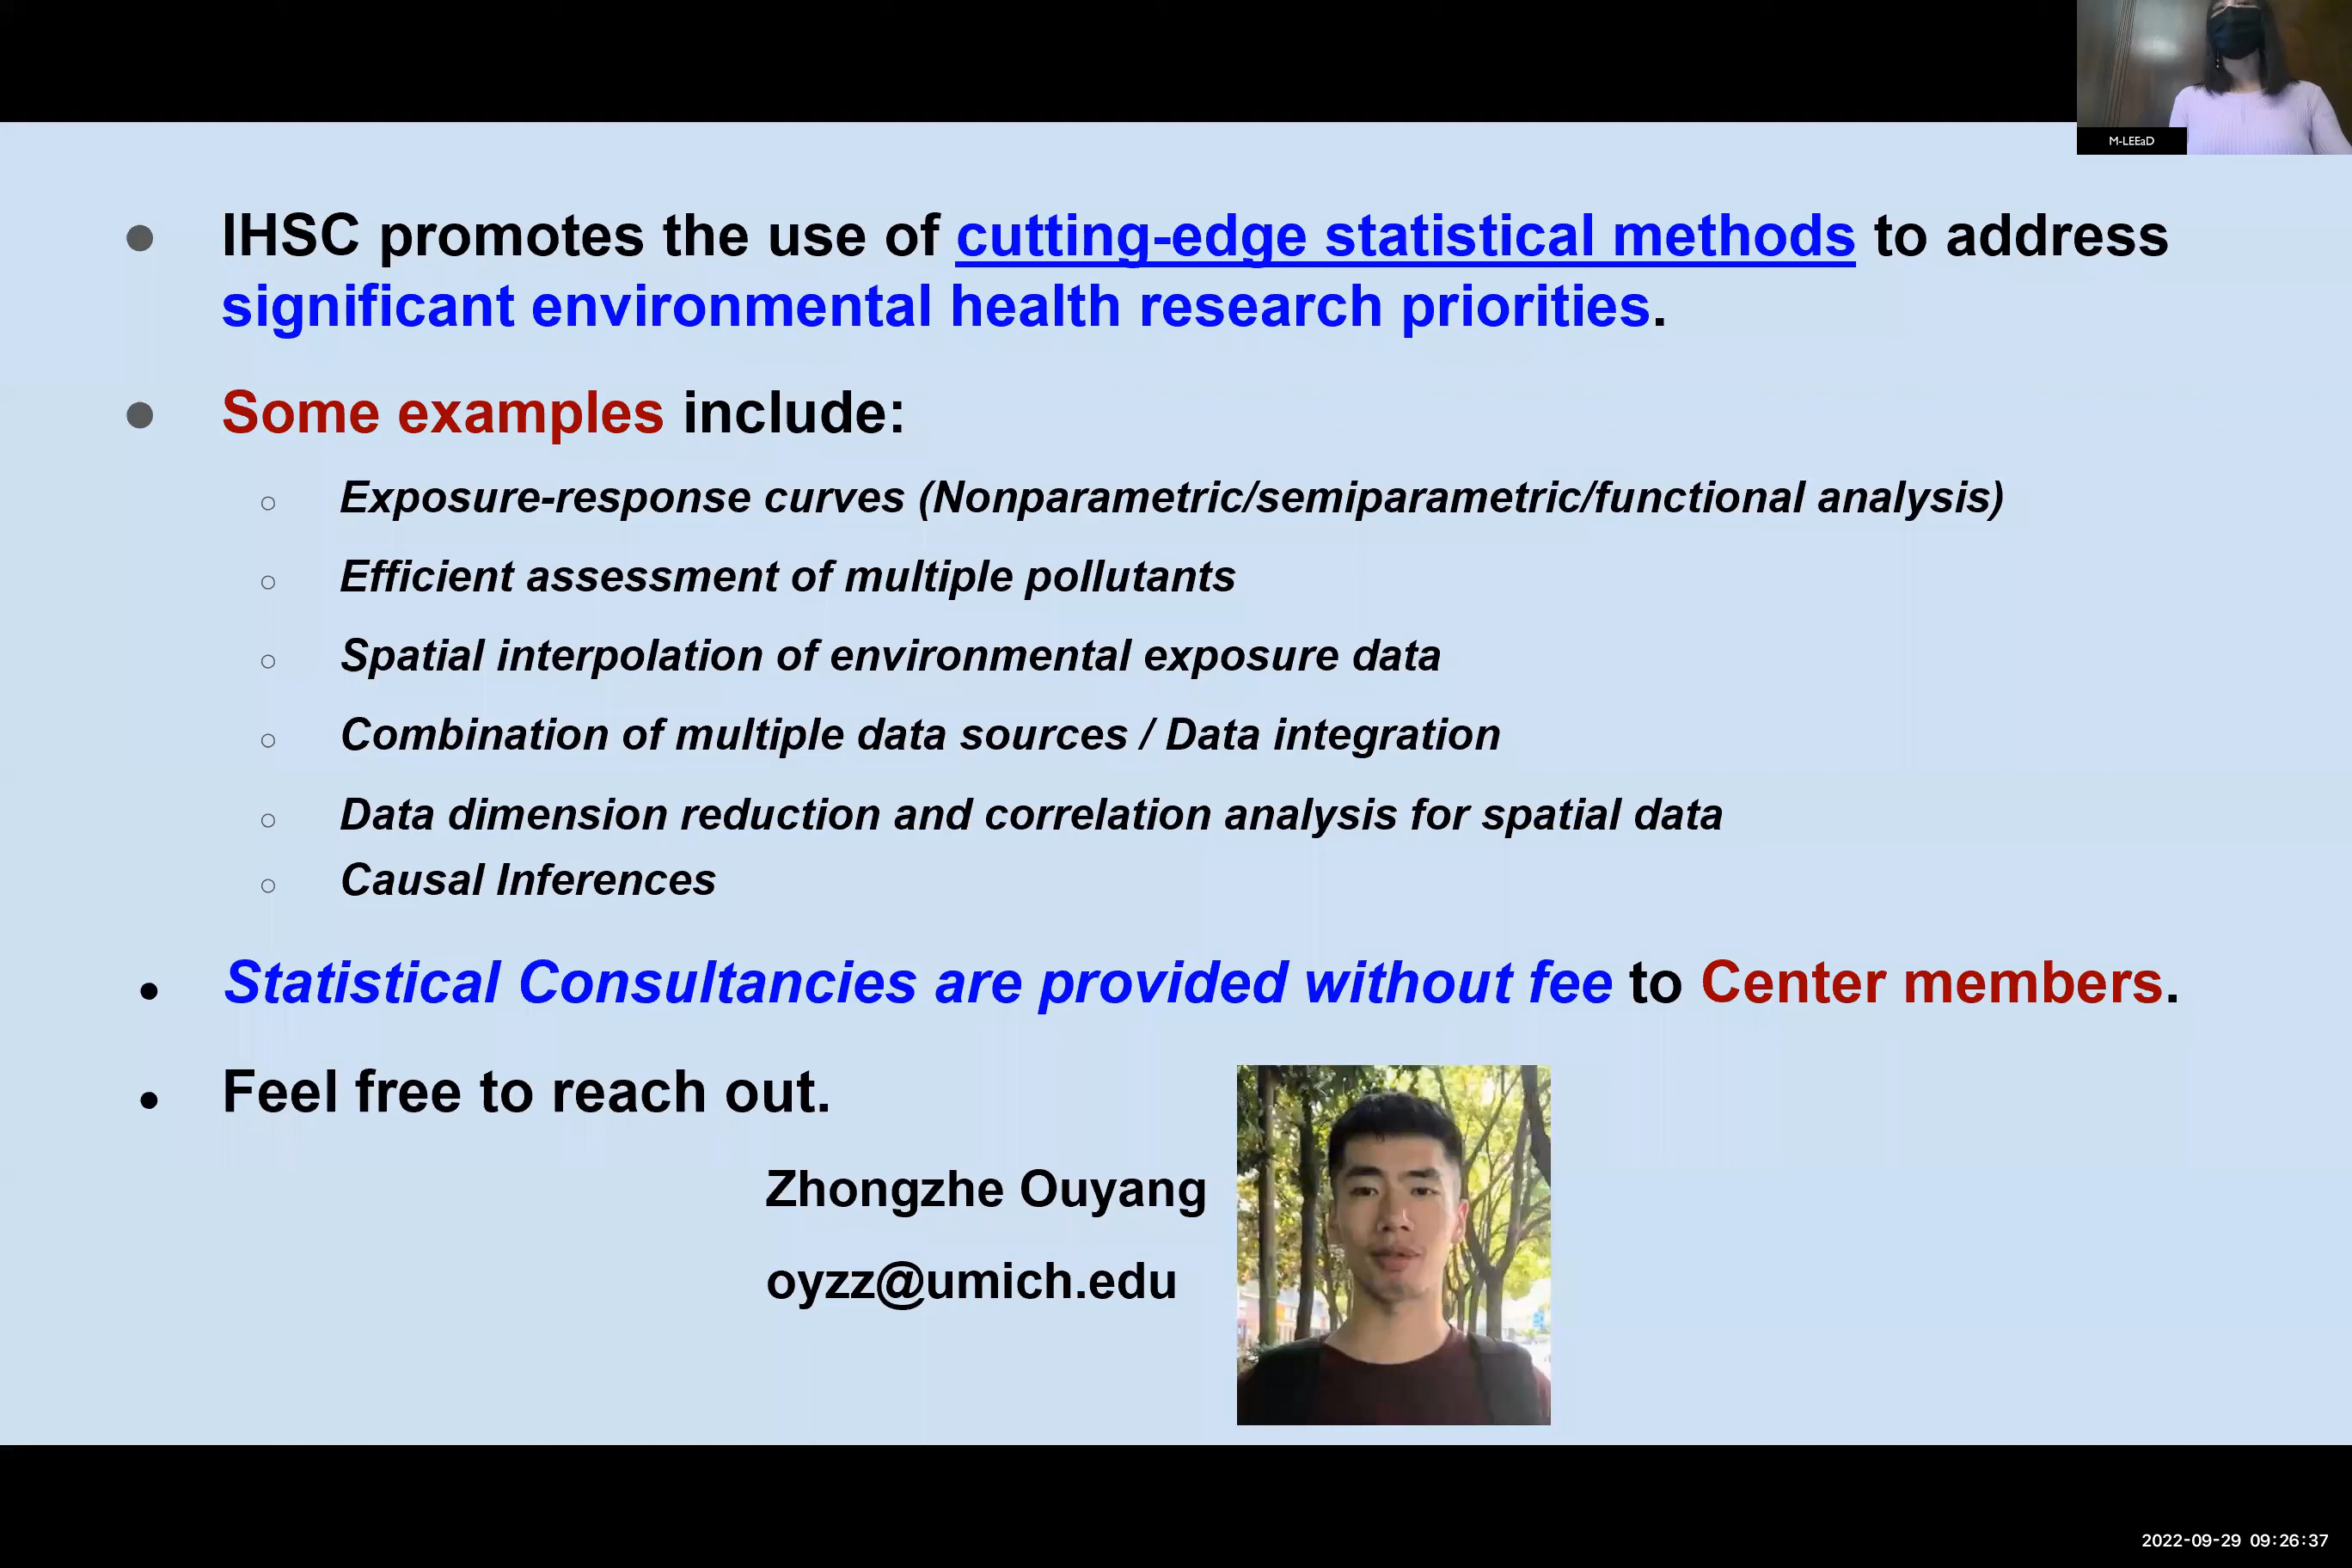 M-LEEaD
● IHSC promotes the use of cutting-edge statistical methods to address
significant environmental health research priorities.
● Some examples include:
○ Exposure-response curves (Nonparametric/semiparametric/functional analysis)
○ Efficient assessment of multiple pollutants
○ Spatial interpolation of environmental exposure data
○ Combination of multiple data sources / Data integration
○ Data dimension reduction and correlation analysis for spatial data
○ Causal Inferences
● Statistical Consultancies are provided without fee to Center members.
● Feel free to reach out.
Zhongzhe Ouyang
oyzz@umich.edu
2022-09-29 09:26:37